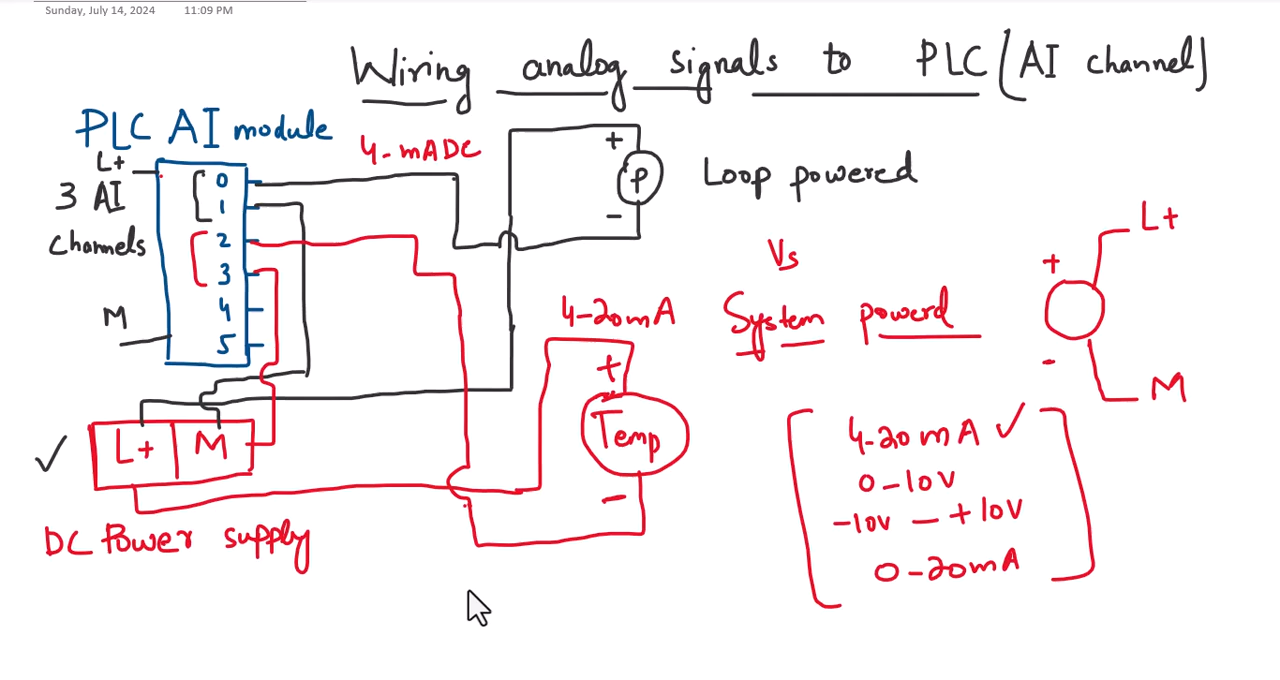 Sunday, July 14, 2024 11:09 PM
Wiring analog signals to PLC (AI channel)
PLC AI module
4-mADC
L+
3 AI
Channels
M
0
1
2
3
4
5
+
P
-
Loop powered
Vs
System powerd
+
L+
-
M
4-20mA
+
Temp
-
L+ M
DC Power supply
4-20mA
0-10V
-10V - +10V
0-20mA